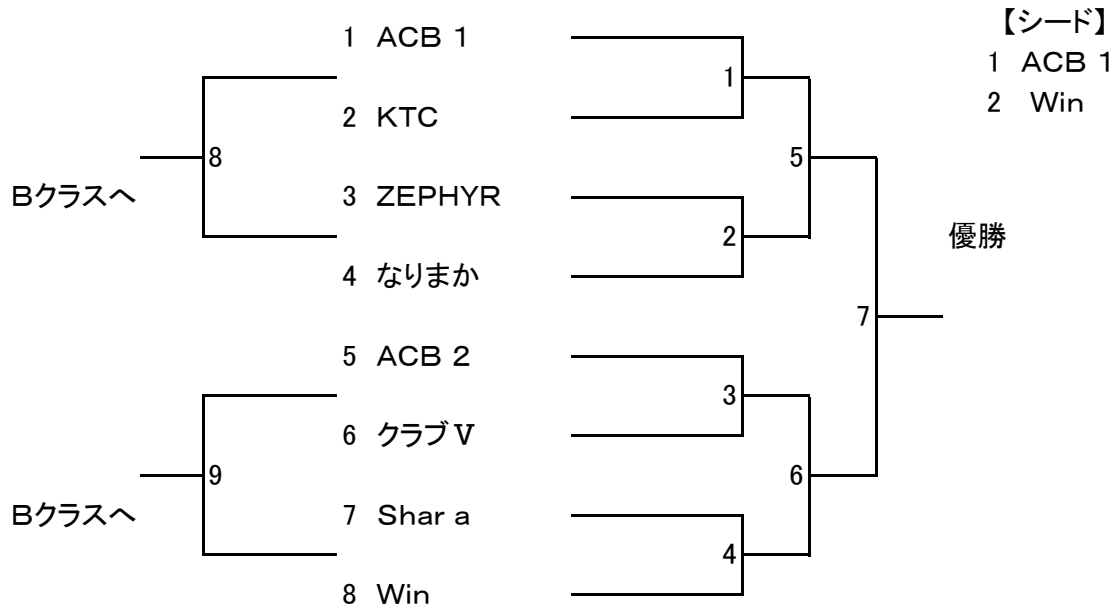 【シード】
1 ACB 1
2 Win
1 ACB 1
1
2 KTC
8
5
Bクラスへ
3 ZEPHYR
2
優勝
4 なりまか
7
5 ACB 2
3
6 クラブⅤ
9
6
Bクラスへ
7 Shar a
4
8 Win